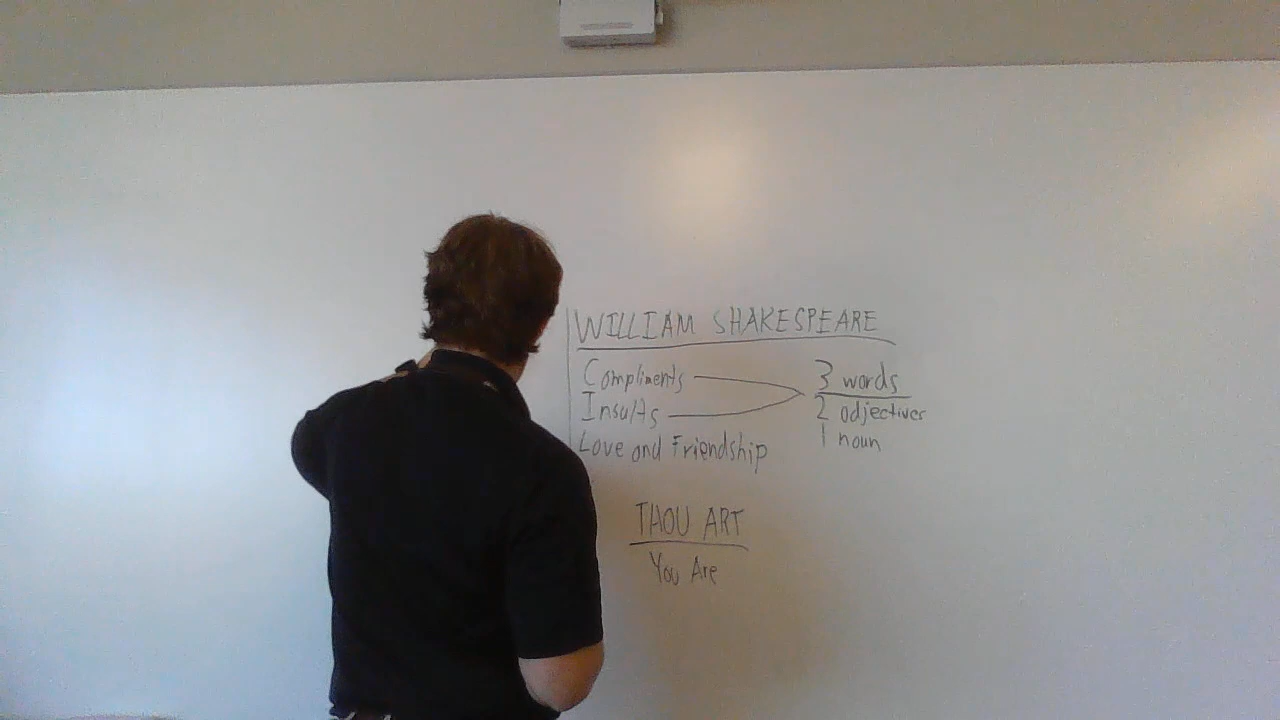 WILLIAM SHAKESPEARE
Compliments
Insults
Love and Friendship
3 words
2 adjectives
1 noun
THOU ART
You Are